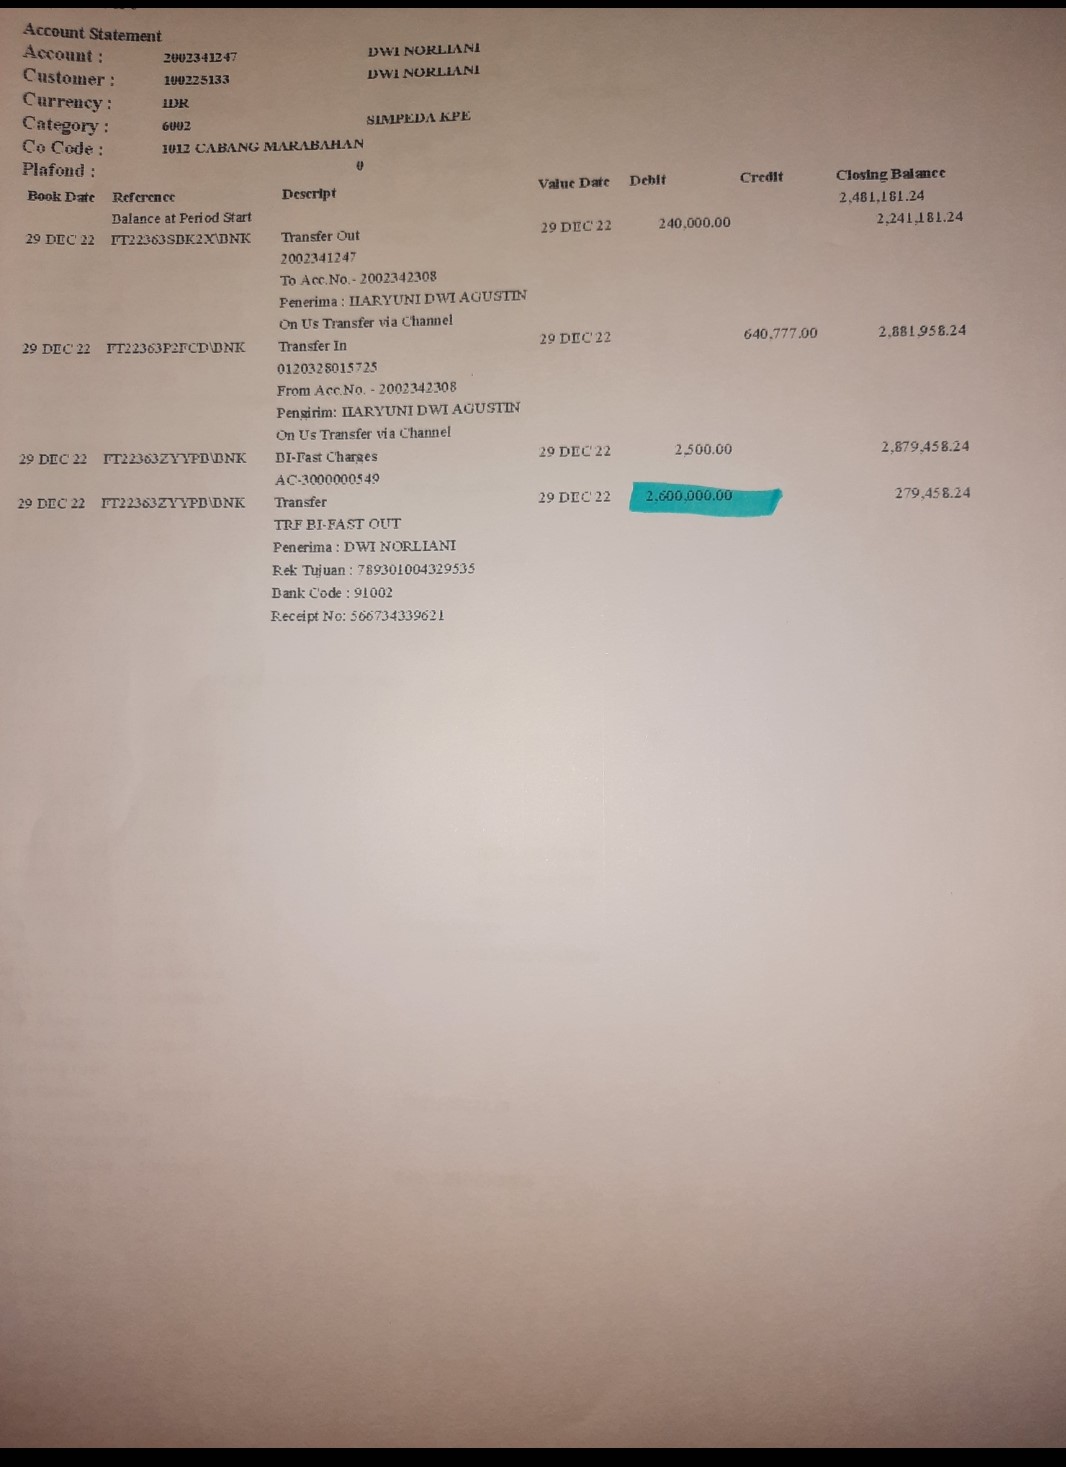 Account Statement
Account : 2002341247 DWI NORLIANI
Customer : 100225133 DWI NORLIANI
Currency : IDR
Category : 6002 SIMPEDA KPE
Co Code : 1012 CABANG MARABAHAN
Plafond : 0
Book Date Reference Descript Value Date Debit Credit Closing Balance
Balance at Period Start 2,481,181.24
29 DEC 22 FT22363SBK2X\BNK Transfer Out 29 DEC 22 240,000.00 2,241,181.24
2002341247
To Acc.No.- 2002342308
Penerima : HARYUNI DWI AGUSTIN
On Us Transfer via Channel
29 DEC 22 FT22363P2FCD\BNK Transfer In 29 DEC 22 640,777.00 2,881,958.24
0120328015725
From Acc.No. - 2002342308
Pengirim: HARYUNI DWI AGUSTIN
On Us Transfer via Channel
29 DEC 22 FT22363ZYYPB\BNK BI-Fast Charges 29 DEC 22 2,500.00 2,879,458.24
AC-3000000549
29 DEC 22 FT22363ZYYPB\BNK Transfer 29 DEC 22 2,600,000.00 279,458.24
TRF BI-FAST OUT
Penerima : DWI NORLIANI
Rek Tujuan : 789301004329535
Bank Code : 91002
Receipt No: 566734339621